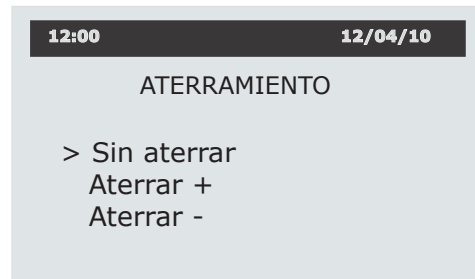 12:00 12/04/10
ATERRAMIENTO
> Sin aterrar
Aterrar +
Aterrar -